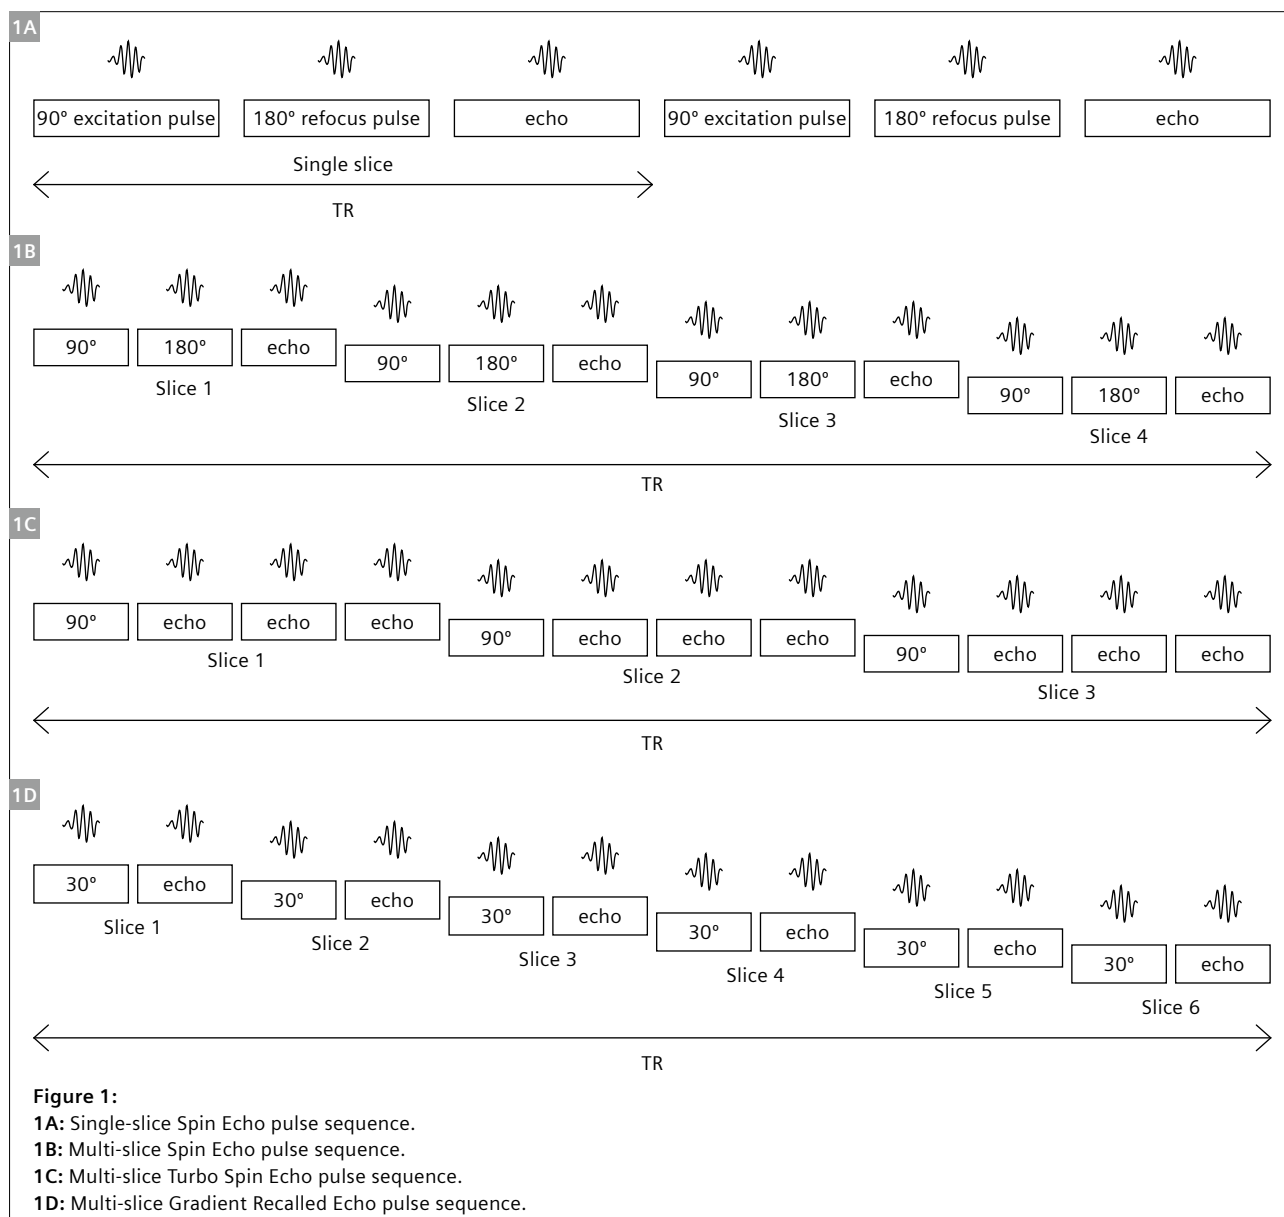 1A
90° excitation pulse 180° refocus pulse echo 90° excitation pulse 180° refocus pulse echo
Single slice
TR
1B
90° 180° echo 90° 180° echo 90° 180° echo 90° 180° echo
Slice 1 Slice 2 Slice 3 Slice 4
TR
1C
90° echo echo echo 90° echo echo echo 90° echo echo echo
Slice 1 Slice 2 Slice 3
TR
1D
30° echo 30° echo 30° echo 30° echo 30° echo 30° echo
Slice 1 Slice 2 Slice 3 Slice 4 Slice 5 Slice 6
TR
Figure 1:
1A: Single-slice Spin Echo pulse sequence.
1B: Multi-slice Spin Echo pulse sequence.
1C: Multi-slice Turbo Spin Echo pulse sequence.
1D: Multi-slice Gradient Recalled Echo pulse sequence.